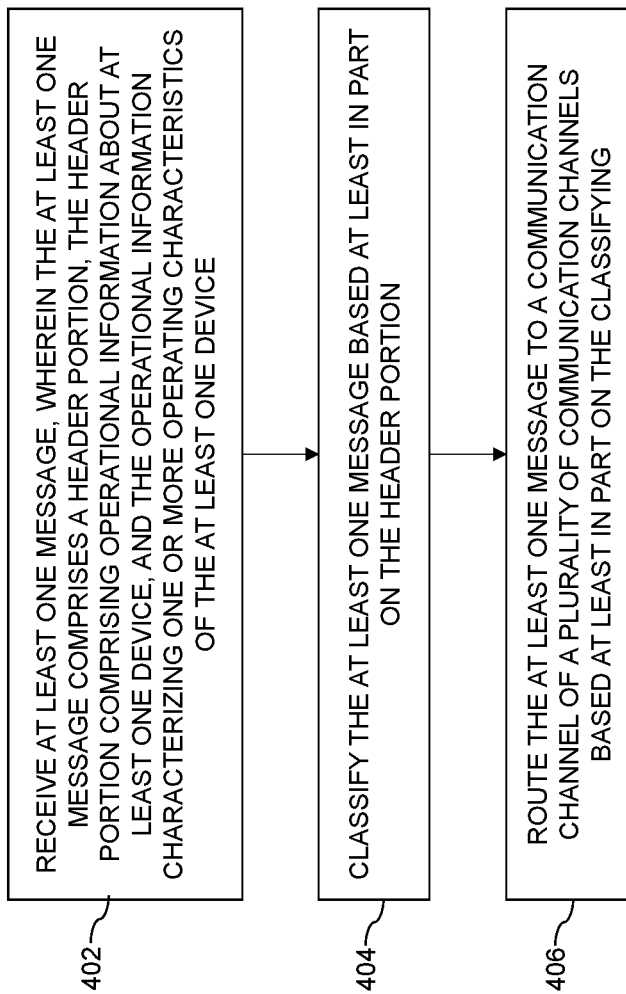 RECEIVE AT LEAST ONE MESSAGE, WHEREIN THE AT LEAST ONE
MESSAGE COMPRISES A HEADER PORTION, THE HEADER
PORTION COMPRISING OPERATIONAL INFORMATION ABOUT AT
LEAST ONE DEVICE, AND THE OPERATIONAL INFORMATION
CHARACTERIZING ONE OR MORE OPERATING CHARACTERISTICS
OF THE AT LEAST ONE DEVICE
402
CLASSIFY THE AT LEAST ONE MESSAGE BASED AT LEAST IN PART
ON THE HEADER PORTION
404
ROUTE THE AT LEAST ONE MESSAGE TO A COMMUNICATION
CHANNEL OF A PLURALITY OF COMMUNICATION CHANNELS
BASED AT LEAST IN PART ON THE CLASSIFYING
406